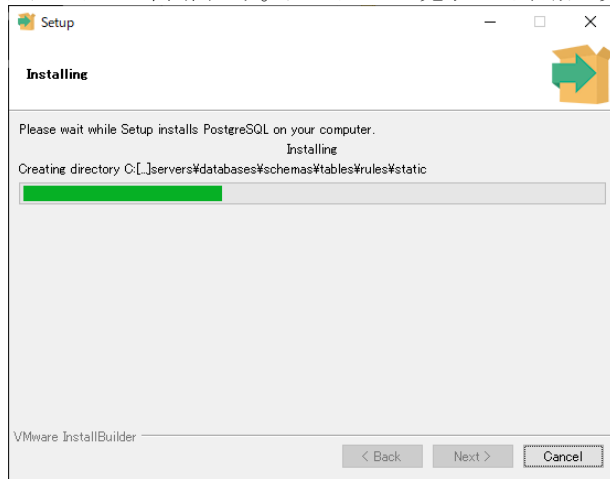 Setup
Installing
Please wait while Setup installs PostgreSQL on your computer.
Installing
Creating directory C:[...]servers¥databases¥schemas¥tables¥rules¥static
VMware InstallBuilder
< Back Next > Cancel